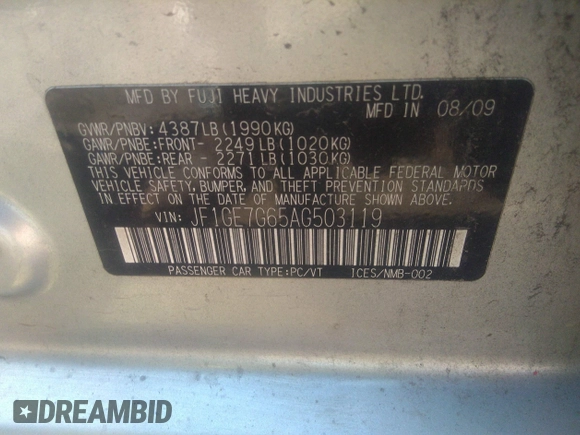 MFD BY FUJI HEAVY INDUSTRIES LTD.
MFD IN 08/09
GVWR/PNBV: 4387LB(1990KG)
GAWR/PNBE:FRONT- 2249LB(1020KG)
GAWR/PNBE:REAR - 2271LB(1030KG)
THIS VEHICLE CONFORMS TO ALL APPLICABLE FEDERAL MOTOR
VEHICLE SAFETY, BUMPER, AND THEFT PREVENTION STANDARDS
IN EFFECT ON THE DATE OF MANUFACTURE SHOWN ABOVE.
VIN: JF1GE7G65AG503119
PASSENGER CAR TYPE:PC/VT ICES/NMB-002
DREAMBID